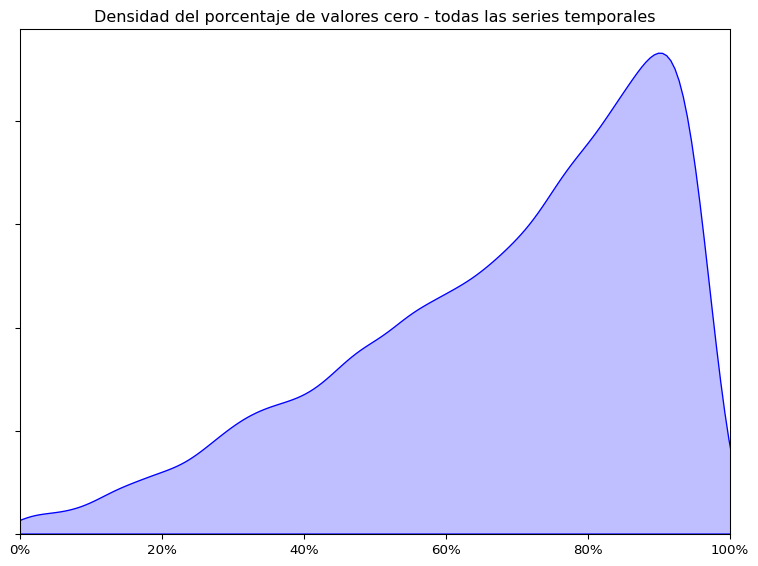 Densidad del porcentaje de valores cero - todas las series temporales
0% 20% 40% 60% 80% 100%